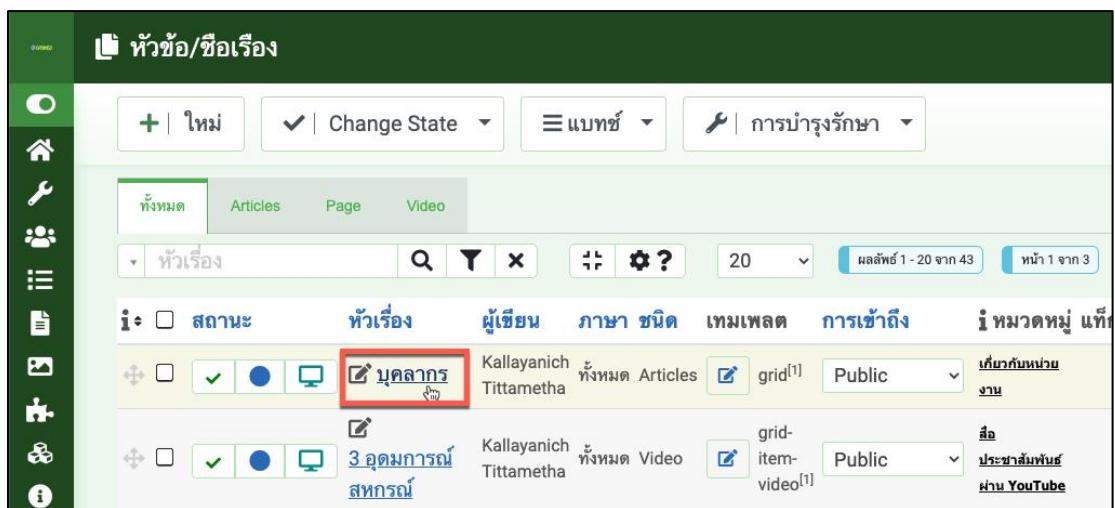 หัวข้อ/ชือเรื่อง
ใหม่ Change State แบทช์ การบำรุงรักษา
ทั้งหมด Articles Page Video
หัวเรื่อง ? 20 ผลลัพธ์ 1 - 20 จาก 43 หน้า 1 จาก 3
สถานะ หัวเรื่อง ผู้เขียน ภาษา ชนิด เทมเพลต การเข้าถึง หมวดหมู่
บุคลากร Kallayanich Tittametha ทั้งหมด Articles grid[1] Public เกี่ยวกับหน่วยงาน
3 อุดมการณ์
สหกรณ์
Kallayanich Tittametha ทั้งหมด Video
grid-
item-
video[1]
Public
สื่อ
ประชาสัมพันธ์
ผ่าน YouTube